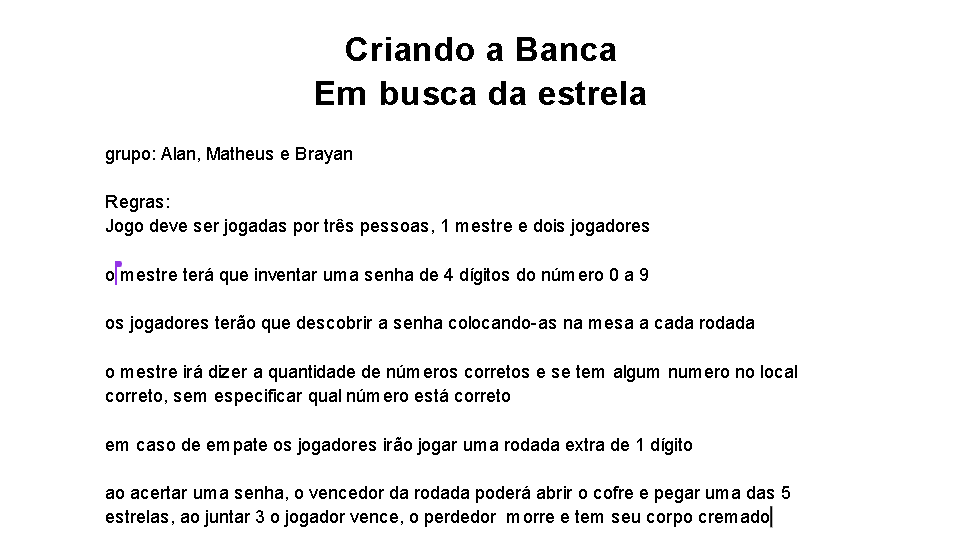 Criando a Banca
Em busca da estrela
grupo: Alan, Matheus e Brayan
Regras:
Jogo deve ser jogadas por três pessoas, 1 mestre e dois jogadores
o mestre terá que inventar uma senha de 4 dígitos do número 0 a 9
os jogadores terão que descobrir a senha colocando-as na mesa a cada rodada
o mestre irá dizer a quantidade de números corretos e se tem algum numero no local
correto, sem especificar qual número está correto
em caso de empate os jogadores irão jogar uma rodada extra de 1 dígito
ao acertar uma senha, o vencedor da rodada poderá abrir o cofre e pegar uma das 5
estrelas, ao juntar 3 o jogador vence, o perdedor morre e tem seu corpo cremado